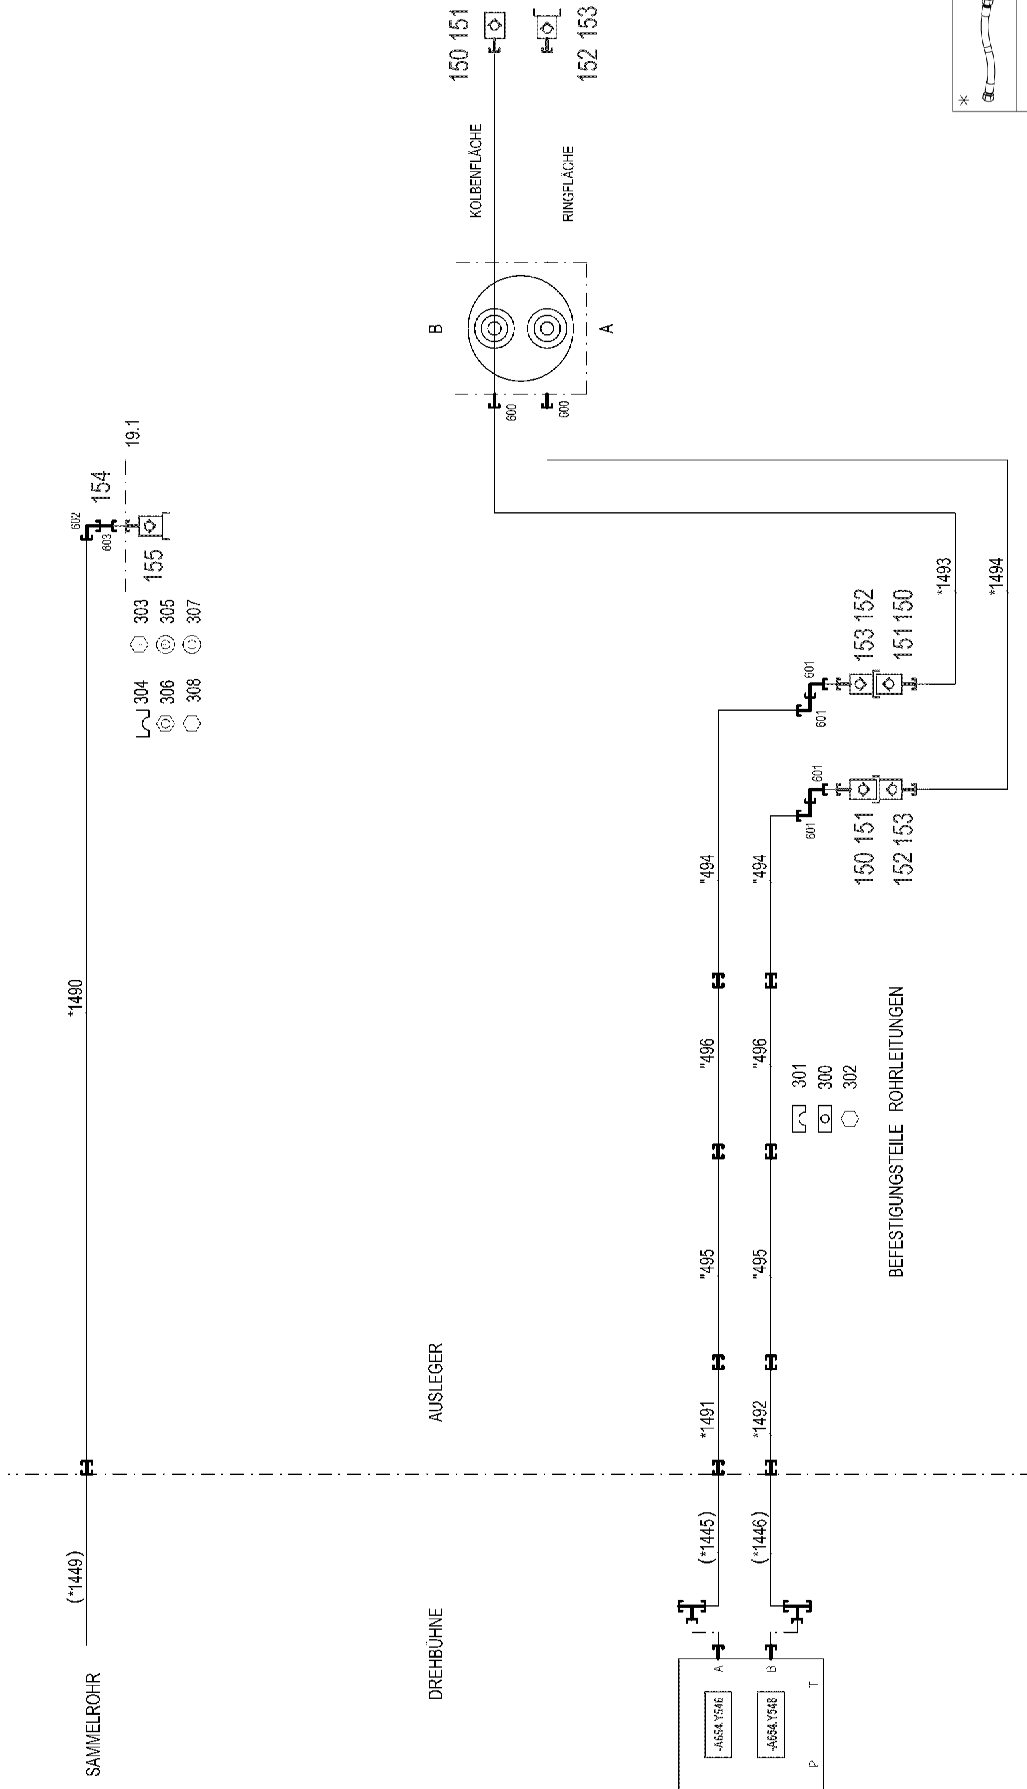 150 151
152 153
*
KOLBENFLÄCHE
RINGFLÄCHE
B
A
600
600
19.1
154
602
603
155
303
305
307
304
306
308
*1490
*1493
*1494
153 152
151 150
601
601
601
601
150 151
152 153
"494
"494
"496
"496
301
300
302
BEFESTIGUNGSTEILE ROHRLEITUNGEN
"495
"495
AUSLEGER
*1491
*1492
(*1449)
(*1445)
(*1446)
SAMMELROHR
DREHBÜHNE
A
B
T
P
-A654.Y546
-A654.Y548